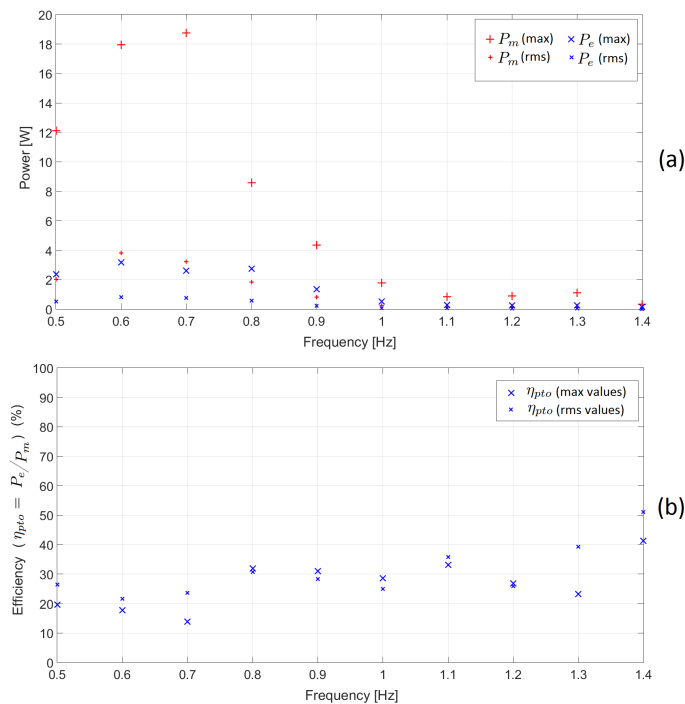 20
18
16
14
12
10
8
6
4
2
0
Power [W]
P_m (max) P_e (max)
P_m (rms) P_e (rms)
(a)
0.5 0.6 0.7 0.8 0.9 1 1.1 1.2 1.3 1.4
Frequency [Hz]
100
90
80
70
60
50
40
30
20
10
0
Efficiency (η_pto = P_e/P_m) (%)
η_pto (max values)
η_pto (rms values)
(b)
0.5 0.6 0.7 0.8 0.9 1 1.1 1.2 1.3 1.4
Frequency [Hz]